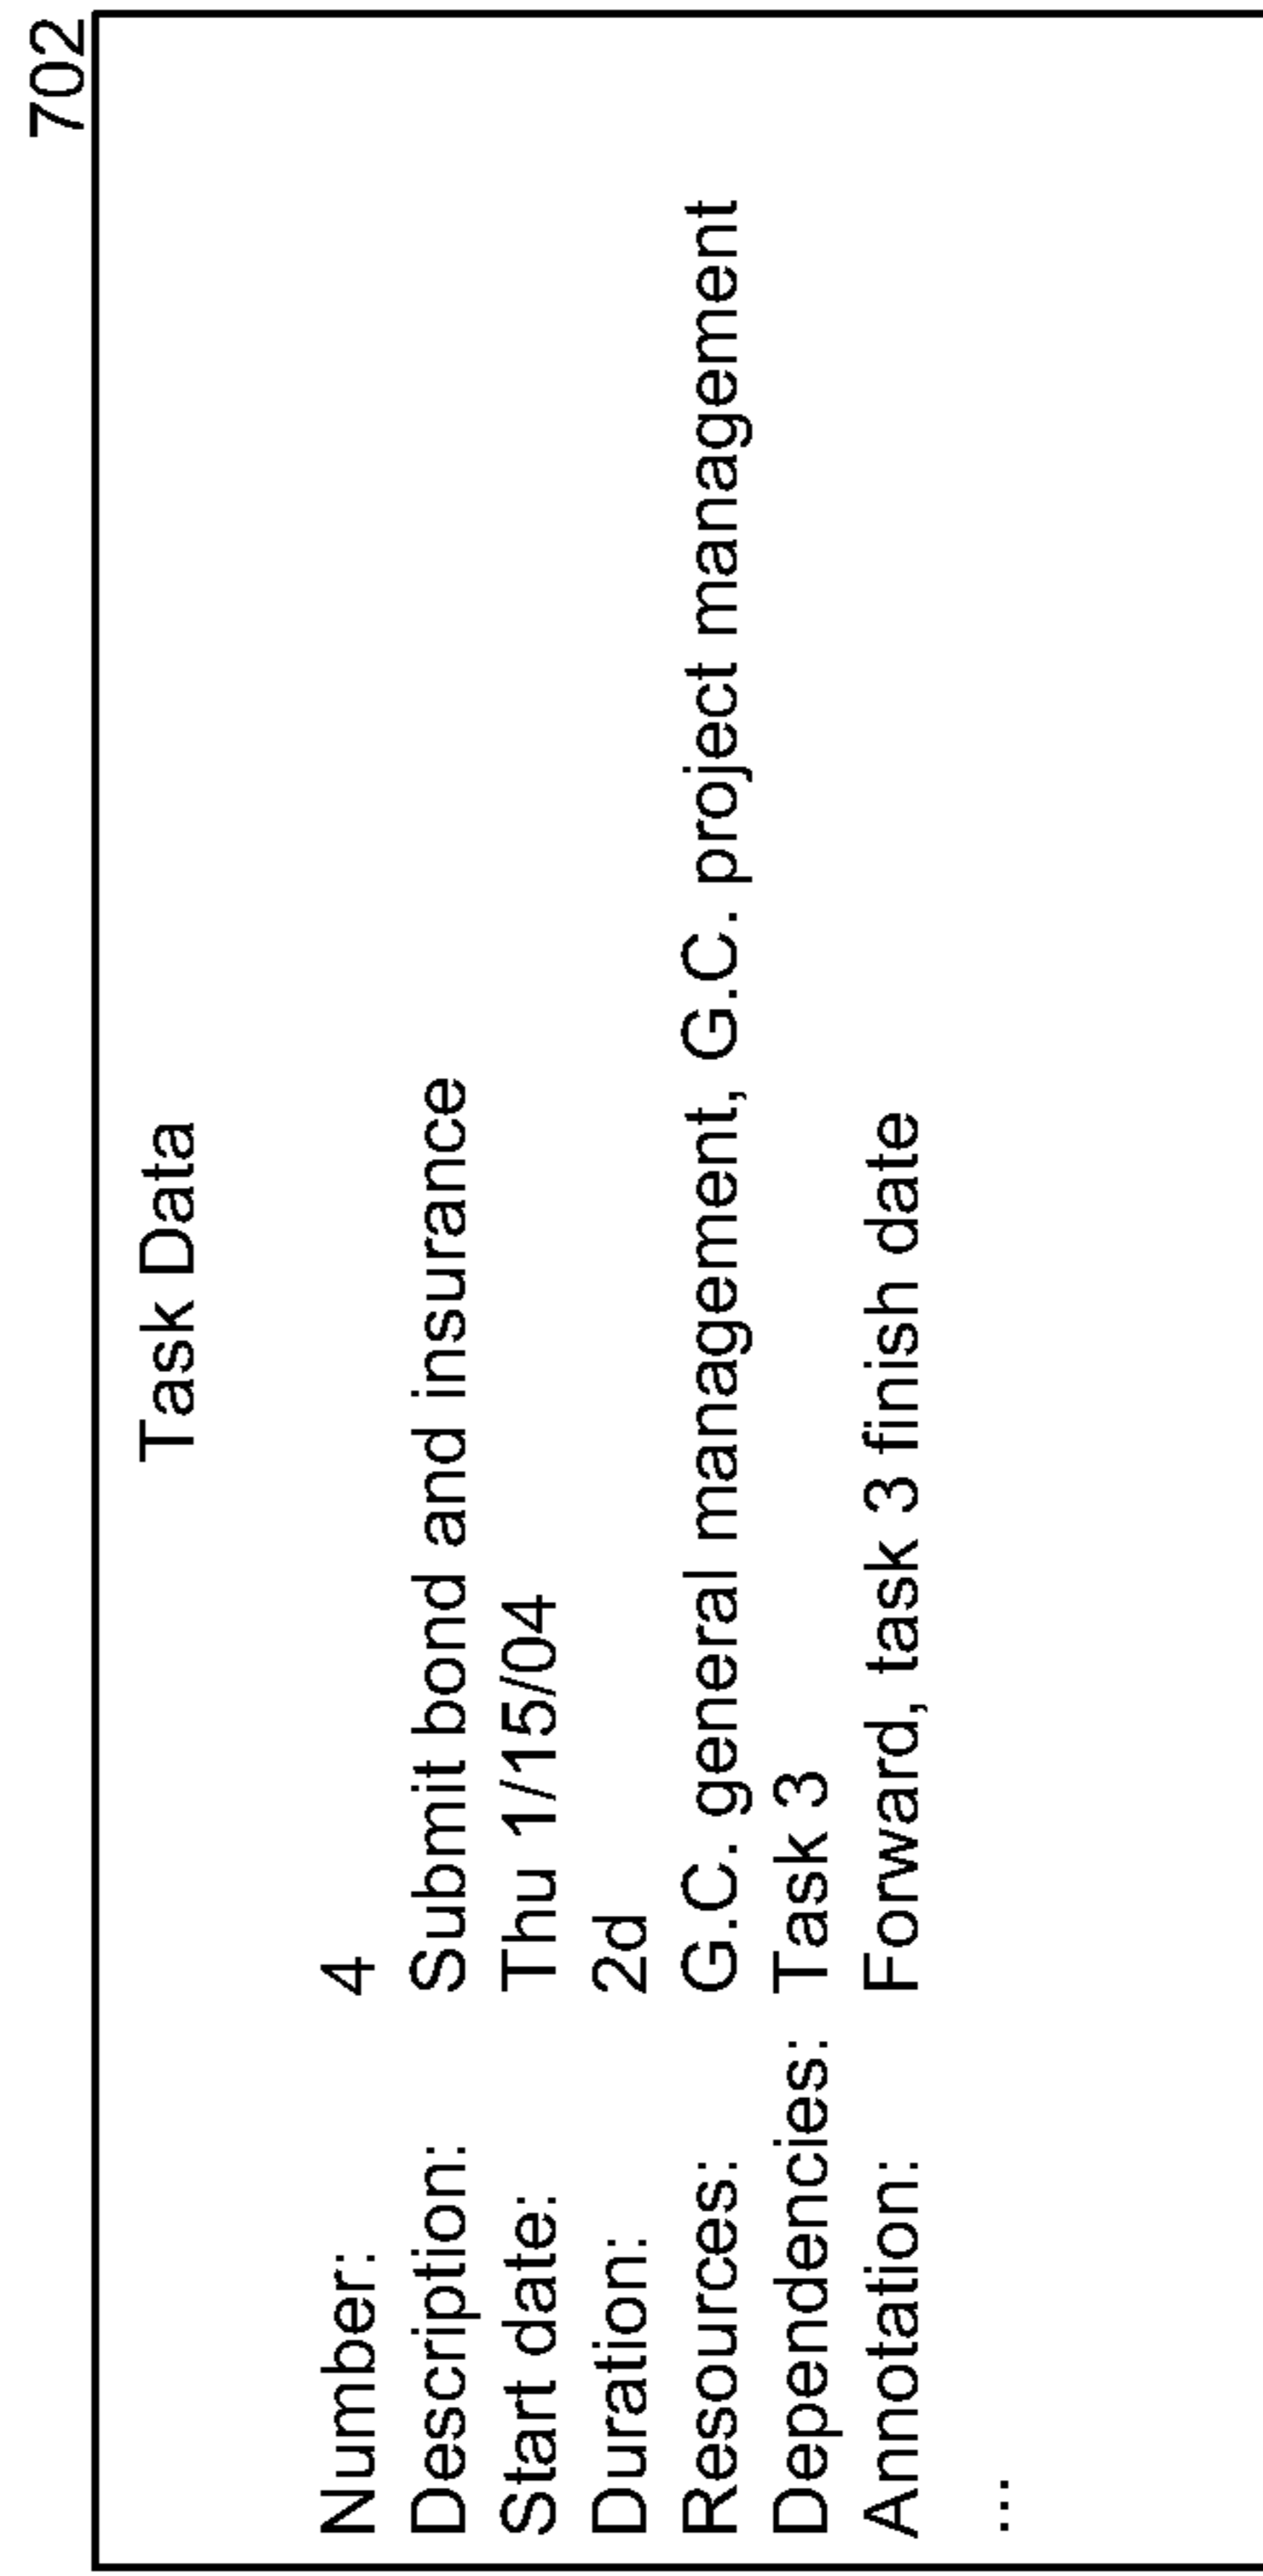 702
Task Data
Number: 4
Description: Submit bond and insurance
Start date: Thu 1/15/04
Duration: 2d
Resources: G.C. general management, G.C. project management
Dependencies: Task 3
Annotation: Forward, task 3 finish date
...